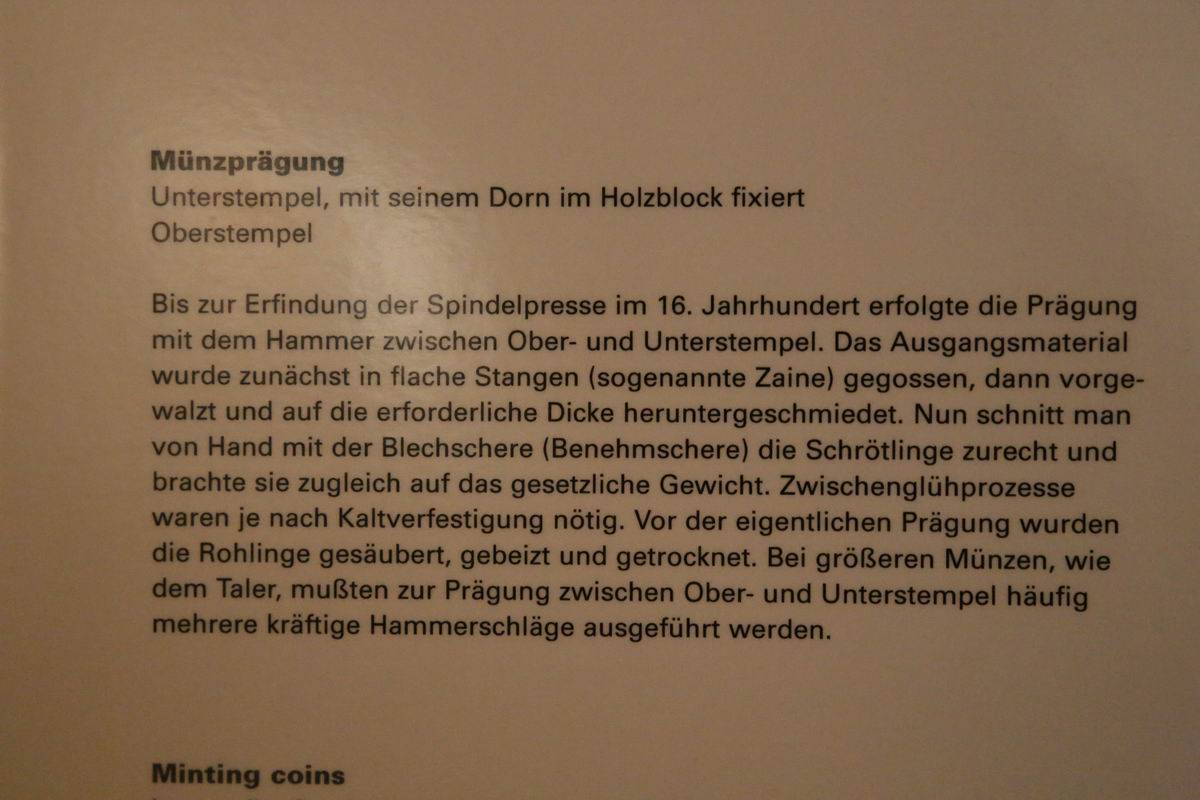 Münzprägung
Unterstempel, mit seinem Dorn im Holzblock fixiert
Oberstempel
Bis zur Erfindung der Spindelpresse im 16. Jahrhundert erfolgte die Prägung
mit dem Hammer zwischen Ober- und Unterstempel. Das Ausgangsmaterial
wurde zunächst in flache Stangen (sogenannte Zaine) gegossen, dann vorge-
walzt und auf die erforderliche Dicke heruntergeschmiedet. Nun schnitt man
von Hand mit der Blechschere (Benehmschere) die Schrötlinge zurecht und
brachte sie zugleich auf das gesetzliche Gewicht. Zwischenglühprozesse
waren je nach Kaltverfestigung nötig. Vor der eigentlichen Prägung wurden
die Rohlinge gesäubert, gebeizt und getrocknet. Bei größeren Münzen, wie
dem Taler, mußten zur Prägung zwischen Ober- und Unterstempel häufig
mehrere kräftige Hammerschläge ausgeführt werden.
Minting coins